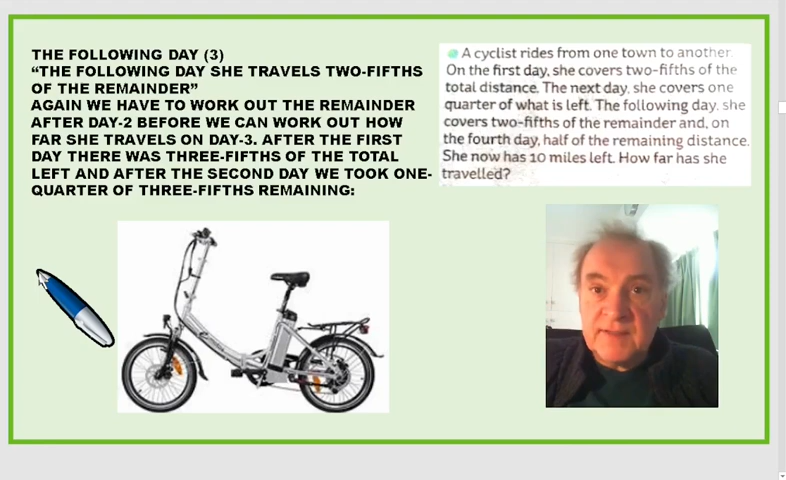 THE FOLLOWING DAY (3)
“THE FOLLOWING DAY SHE TRAVELS TWO-FIFTHS
OF THE REMAINDER”
AGAIN WE HAVE TO WORK OUT THE REMAINDER
AFTER DAY-2 BEFORE WE CAN WORK OUT HOW
FAR SHE TRAVELS ON DAY-3. AFTER THE FIRST
DAY THERE WAS THREE-FIFTHS OF THE TOTAL
LEFT AND AFTER THE SECOND DAY WE TOOK ONE-
QUARTER OF THREE-FIFTHS REMAINING:
A cyclist rides from one town to another.
On the first day, she covers two-fifths of the
total distance. The next day, she covers one
quarter of what is left. The following day, she
covers two-fifths of the remainder and, on
the fourth day, half of the remaining distance.
She now has 10 miles left. How far has she
travelled?